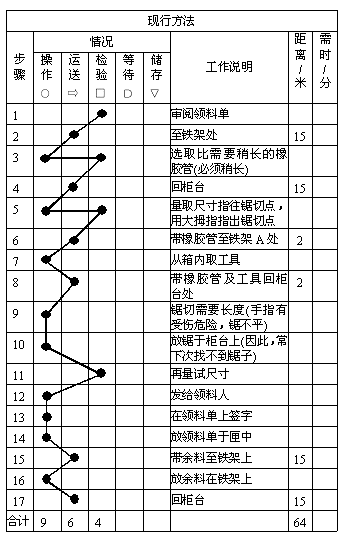 现行方法
步骤 情况 工作说明 距离/米 需时/分
操作 ○ 运送 ⇨ 检验 □ 等待 D 储存 ▽
1 审阅领料单
2 至铁架处 15
3 选取比需要稍长的橡
胶管(必须稍长)
4 回柜台 15
5 量取尺寸指往锯切点，
用大拇指指出锯切点
6 带橡胶管至铁架 A 处 2
7 从箱内取工具
8 带橡胶管及工具回柜
台处 2
9 锯切需要长度(手指有
受伤危险，锯不平)
10 放锯于柜台上(因此，常
下次找不到锯子)
11 再量试尺寸
12 发给领料人
13 在领料单上签字
14 放领料单于匣中
15 带余料至铁架上 15
16 放余料在铁架上
17 回柜台 15
合计 9 6 4 64